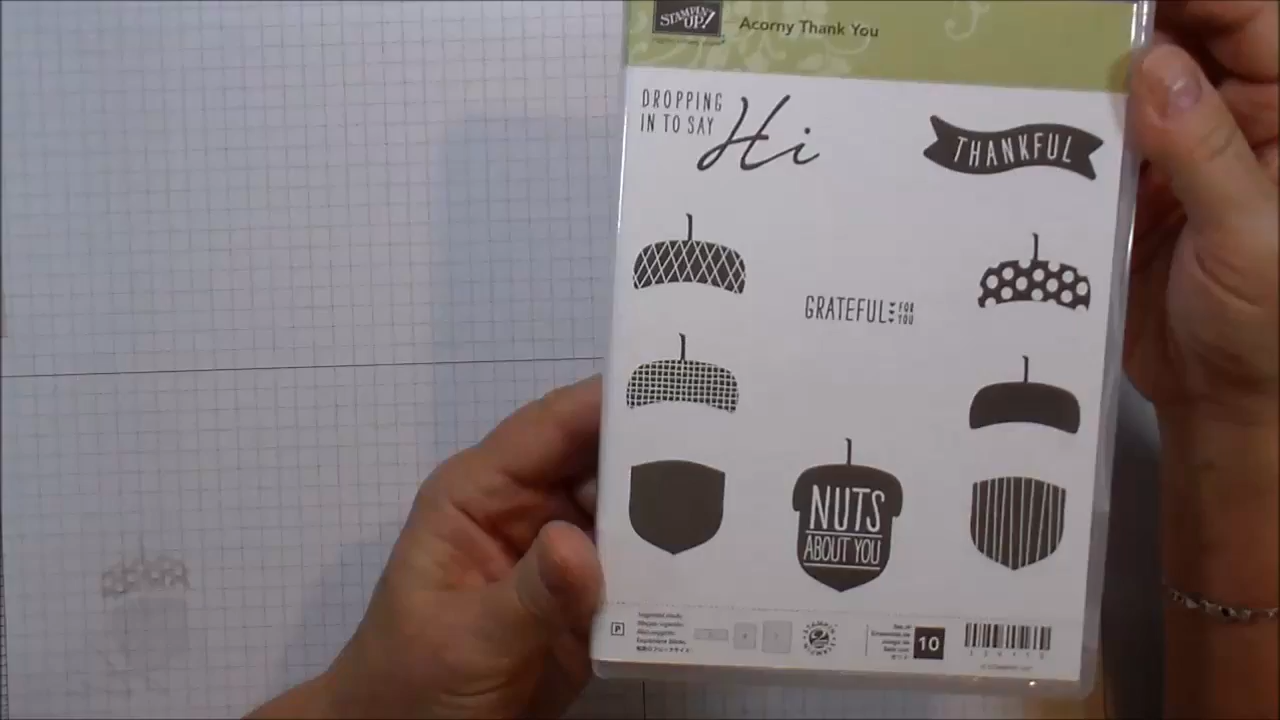 STAMPIN' UP!
Acorny Thank You
DROPPING
IN TO SAY
Hi
THANKFUL
GRATEFUL FOR
YOU
NUTS
ABOUT YOU
P
10